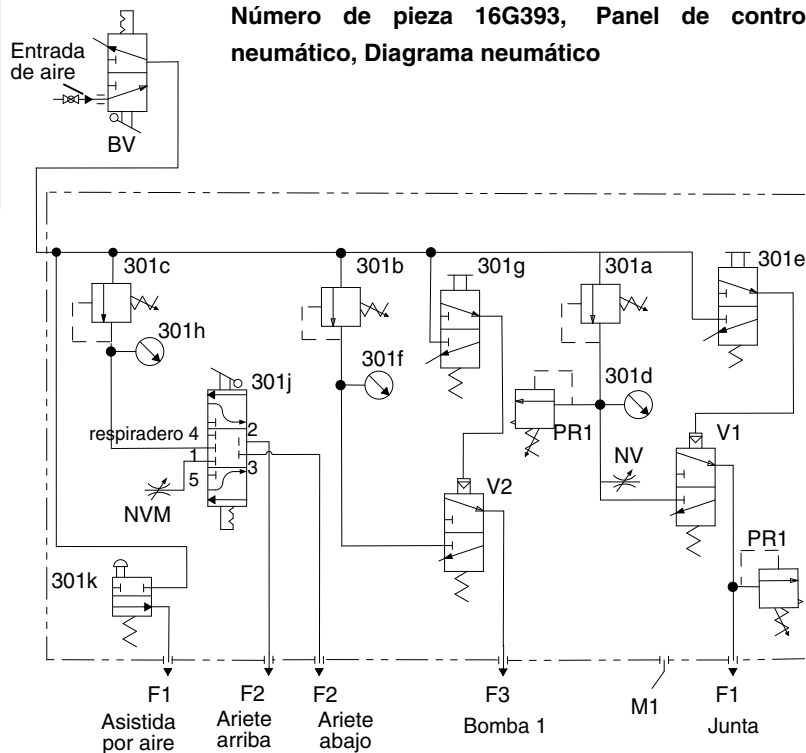 Número de pieza 16G393, Panel de contro
neumático, Diagrama neumático
Entrada
de aire
BV
301c
301b
301g
301a
301e
301h
301f
301d
301j
PR1
respiradero 4
2
1
3
5
NV
V1
NVM
V2
PR1
301k
F1
F2
F2
F3
M1
F1
Asistida
por aire
Ariete
arriba
Ariete
abajo
Bomba 1
Junta